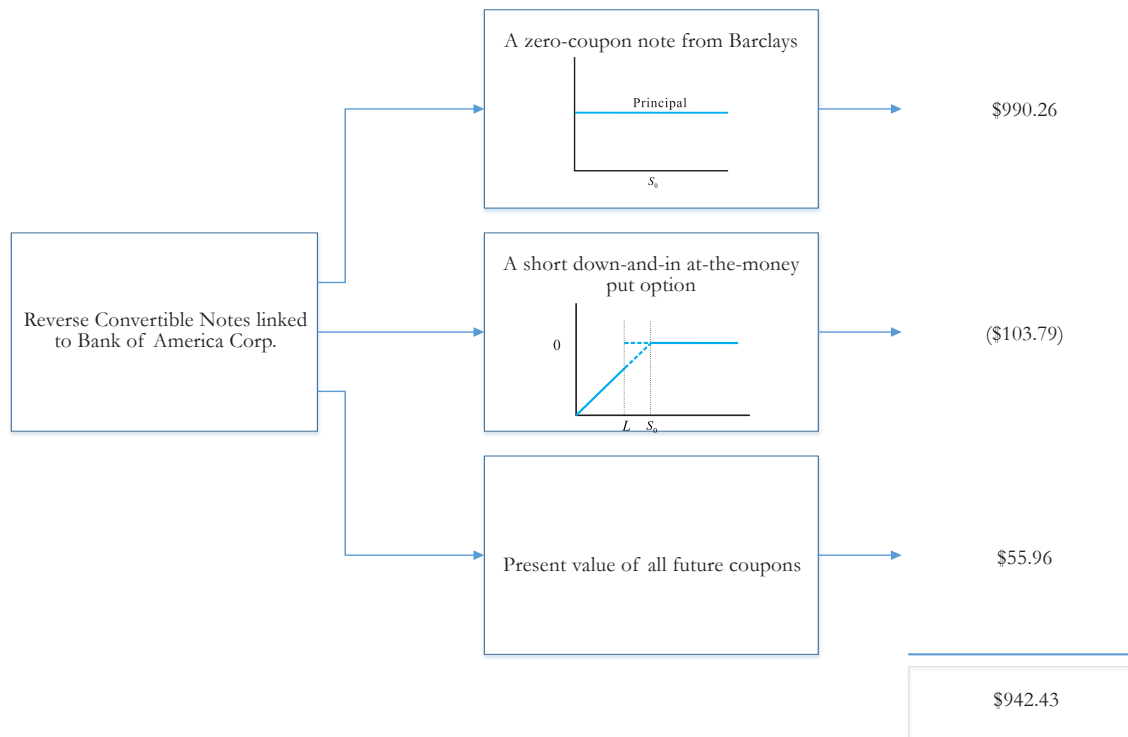 A zero-coupon note from Barclays
Principal
S₀
$990.26
Reverse Convertible Notes linked
to Bank of America Corp.
A short down-and-in at-the-money
put option
0
L S₀
($103.79)
Present value of all future coupons
$55.96
$942.43